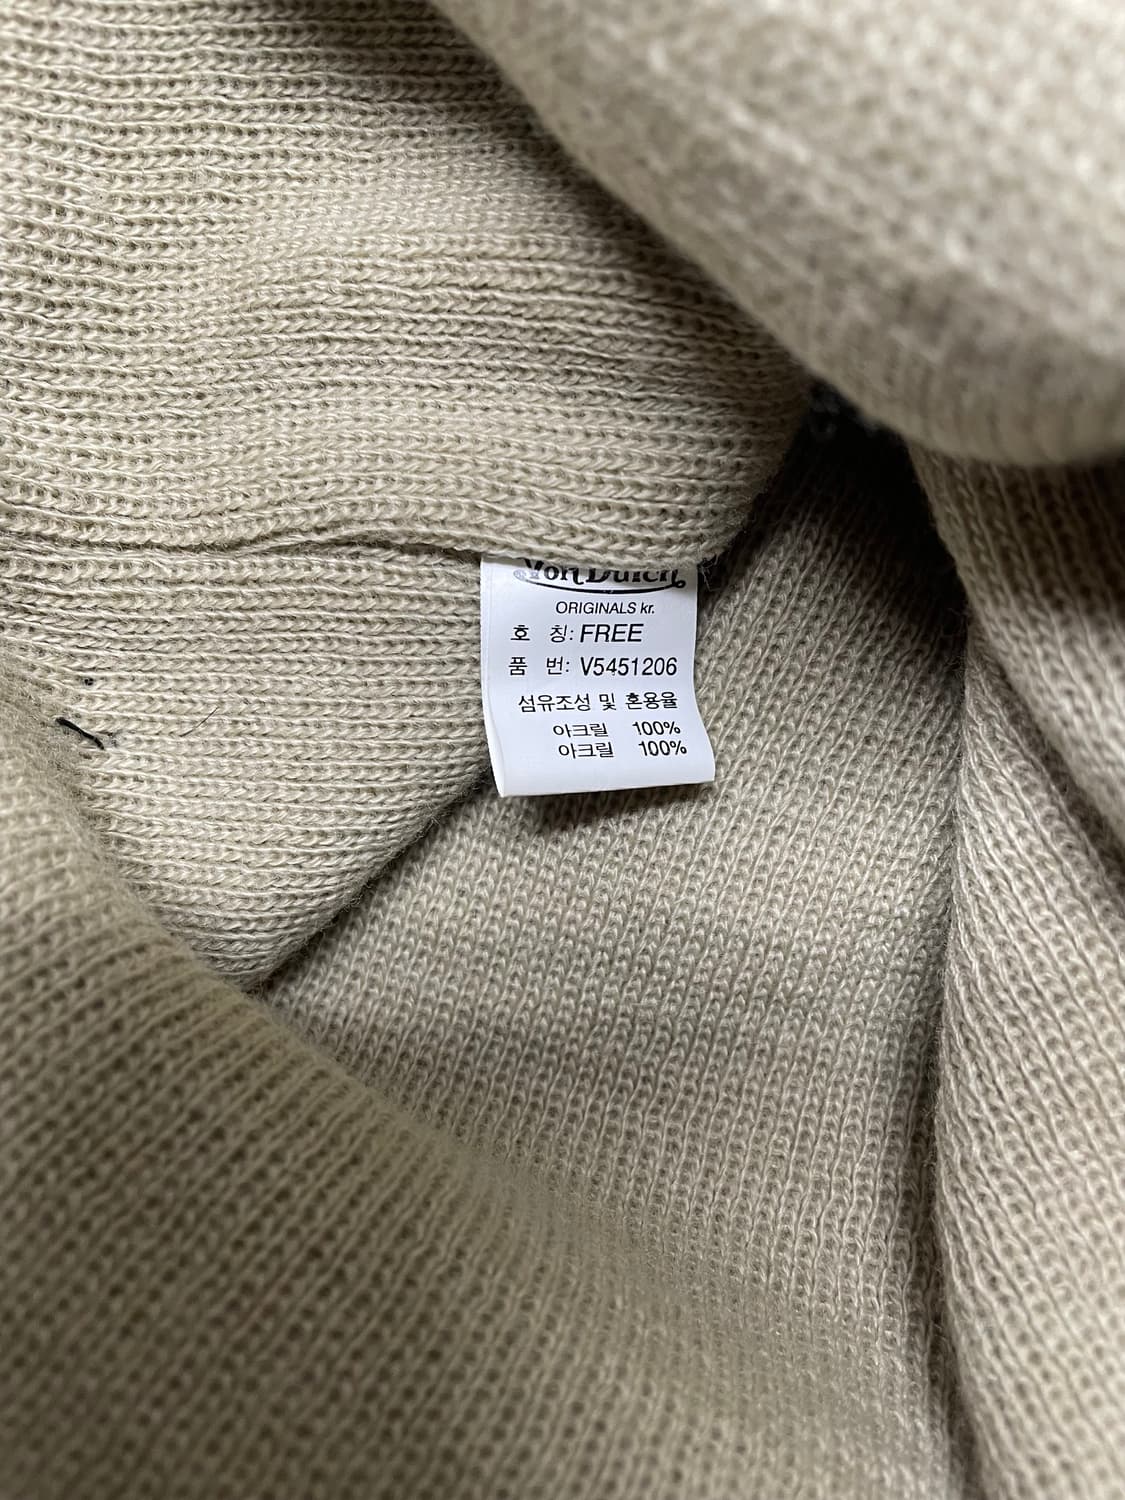 Von Dutch
ORIGINALS kr.
호 칭: FREE
품 번: V5451206
섬유조성 및 혼용율
아크릴 100%
아크릴 100%